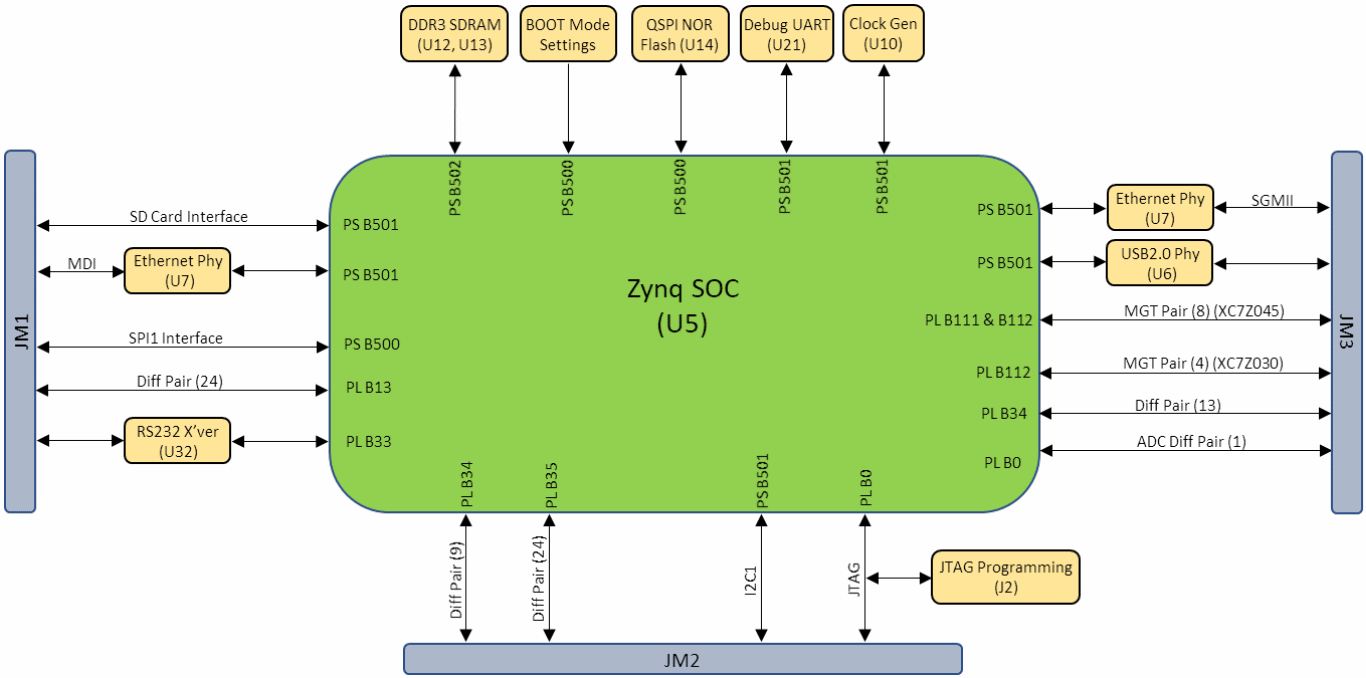 DDR3 SDRAM
(U12, U13)
BOOT Mode
Settings
QSPI NOR
Flash (U14)
Debug UART
(U21)
Clock Gen
(U10)
PS B502
PS B500
PS B500
PS B501
PS B501
JM1
SD Card Interface
PS B501
MDI
Ethernet Phy
(U7)
PS B501
SPI1 Interface
PS B500
Diff Pair (24)
PL B13
RS232 X’ver
(U32)
PL B33
Zynq SOC
(U5)
PS B501
Ethernet Phy
(U7)
SGMII
PS B501
USB2.0 Phy
(U6)
PL B111 & B112
MGT Pair (8) (XC7Z045)
PL B112
MGT Pair (4) (XC7Z030)
PL B34
Diff Pair (13)
PL B0
ADC Diff Pair (1)
JM3
PL B34
PL B35
PS B501
PL B0
Diff Pair (9)
Diff Pair (24)
I2C1
JTAG
JTAG Programming
(J2)
JM2